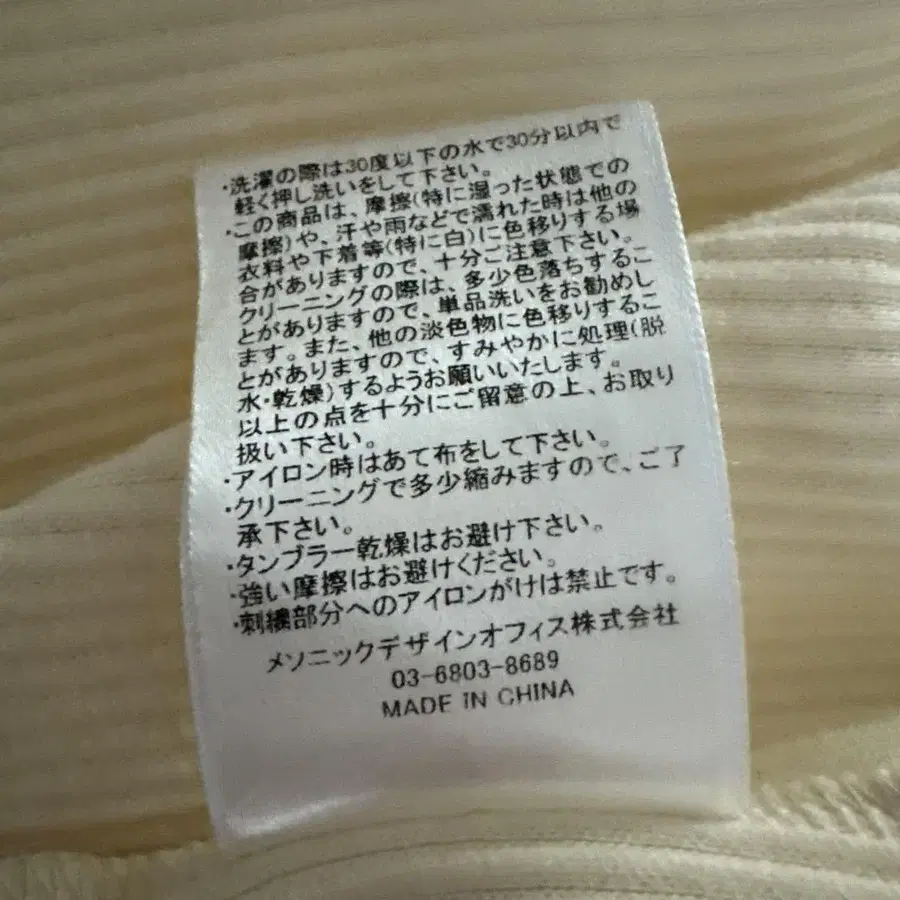 ・洗濯の際は30度以下の水で30分以内で
軽く押し洗いをして下さい。
・この商品は、摩擦(特に湿った状態での
摩擦)や、汗や雨などで濡れた時は他の
衣料や下着等(特に白)に色移りする場
合がありますので、十分ご注意下さい。
クリーニングの際は、多少色落ちするこ
とがありますので、単品洗いをお勧めし
ます。また、他の淡色物に色移りするこ
とがありますので、すみやかに処理(脱
水・乾燥)するようお願いいたします。
以上の点を十分にご留意の上、お取り
扱い下さい。
・アイロン時はあて布をして下さい。
・クリーニングで多少縮みますので、ご了
承下さい。
・タンブラー乾燥はお避け下さい。
・強い摩擦はお避けください。
・刺繍部分へのアイロンがけは禁止です。
メソニックデザインオフィス株式会社
03-6803-8689
MADE IN CHINA